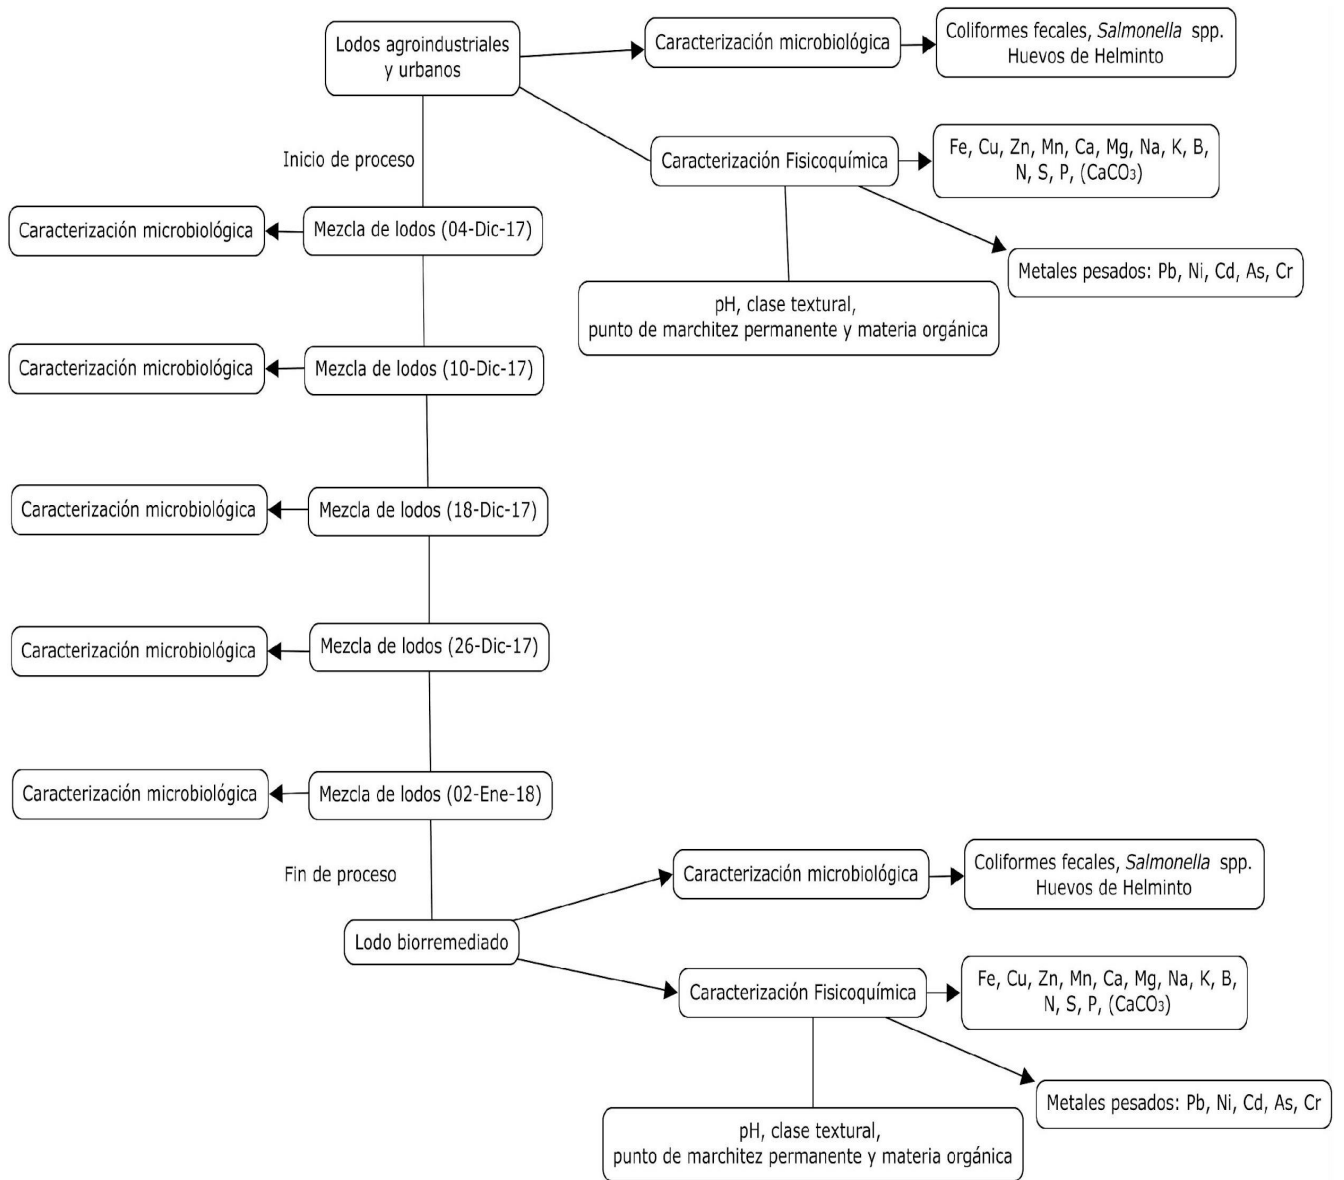 Lodos agroindustriales
y urbanos
Caracterización microbiológica
Coliformes fecales, Salmonella spp.
Huevos de Helminto
Inicio de proceso
Caracterización Fisicoquímica
Fe, Cu, Zn, Mn, Ca, Mg, Na, K, B,
N, S, P, (CaCO₃)
Caracterización microbiológica
Mezcla de lodos (04-Dic-17)
Metales pesados: Pb, Ni, Cd, As, Cr
pH, clase textural,
punto de marchitez permanente y materia orgánica
Caracterización microbiológica
Mezcla de lodos (10-Dic-17)
Caracterización microbiológica
Mezcla de lodos (18-Dic-17)
Caracterización microbiológica
Mezcla de lodos (26-Dic-17)
Caracterización microbiológica
Mezcla de lodos (02-Ene-18)
Fin de proceso
Caracterización microbiológica
Coliformes fecales, Salmonella spp.
Huevos de Helminto
Lodo biorremediado
Caracterización Fisicoquímica
Fe, Cu, Zn, Mn, Ca, Mg, Na, K, B,
N, S, P, (CaCO₃)
Metales pesados: Pb, Ni, Cd, As, Cr
pH, clase textural,
punto de marchitez permanente y materia orgánica